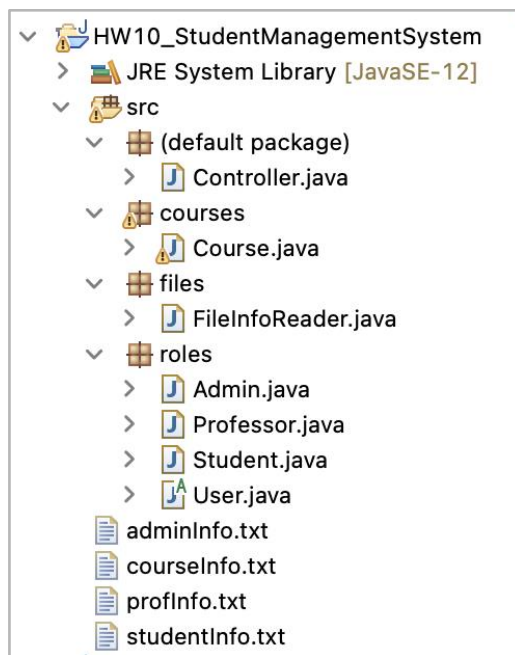 HW10_StudentManagementSystem
JRE System Library [JavaSE-12]
src
(default package)
Controller.java
courses
Course.java
files
FileInfoReader.java
roles
Admin.java
Professor.java
Student.java
User.java
adminInfo.txt
courseInfo.txt
profInfo.txt
studentInfo.txt